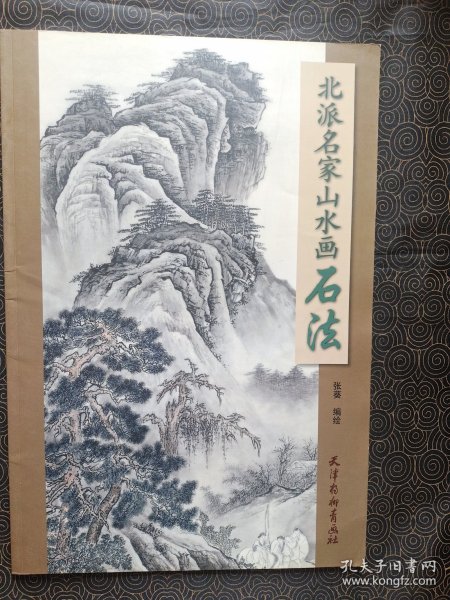 北派名家山水画
石法
张葵 编绘
天津杨柳青画社
孔夫子旧书网
www.kongfz.com